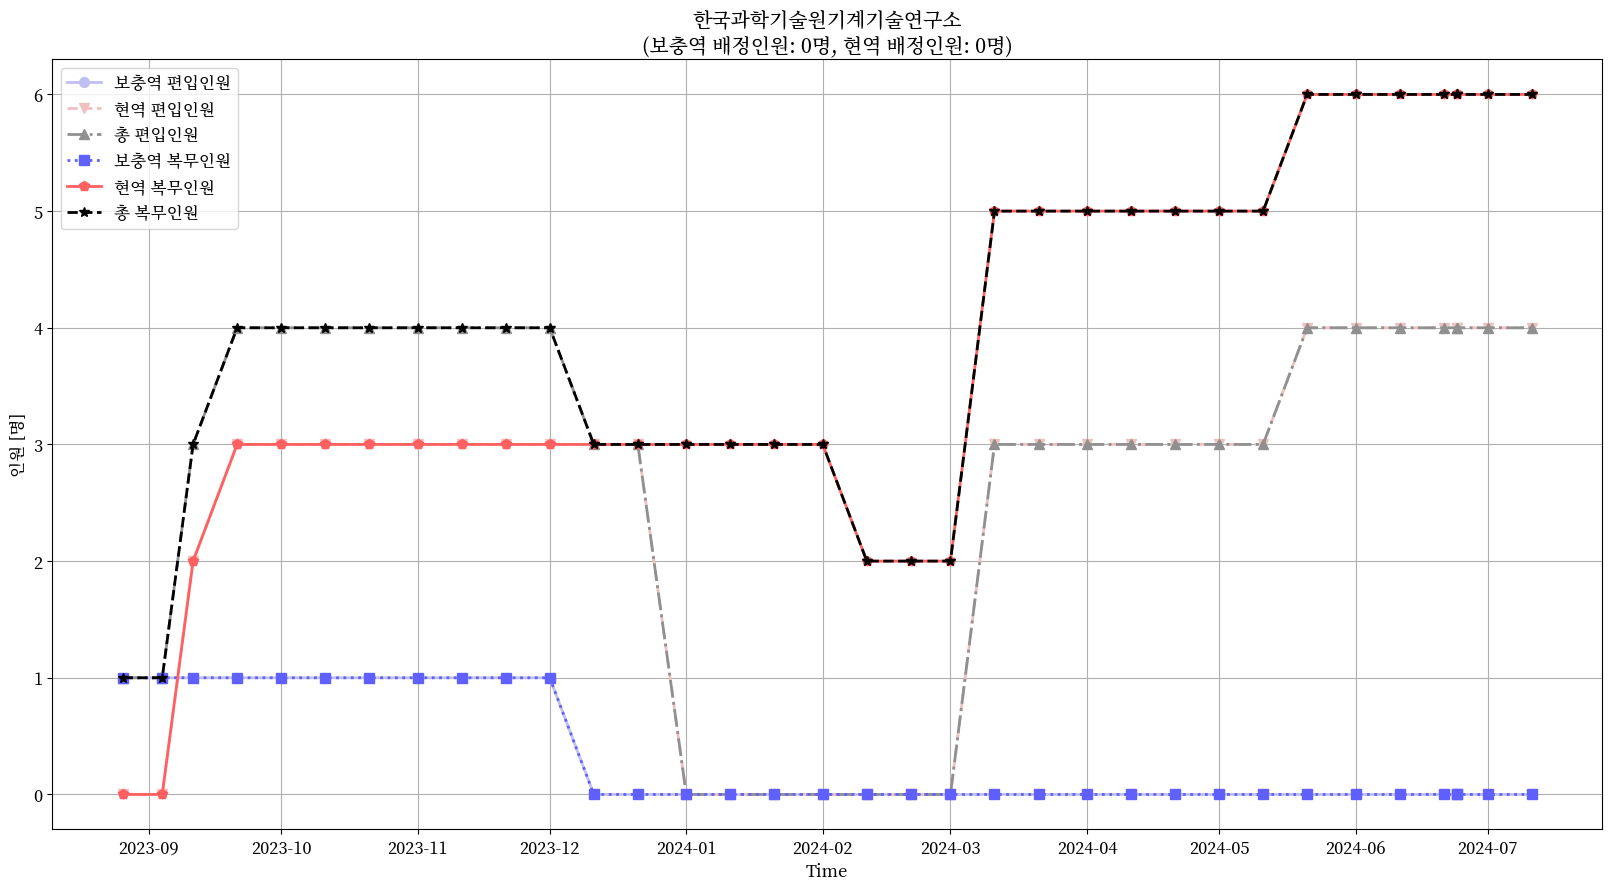 한국과학기술원기계기술연구소
(보충역 배정인원: 0명, 현역 배정인원: 0명)
보충역 편입인원
현역 편입인원
총 편입인원
보충역 복무인원
현역 복무인원
총 복무인원
인원 [명]
6
5
4
3
2
1
0
2023-09 2023-10 2023-11 2023-12 2024-01 2024-02 2024-03 2024-04 2024-05 2024-06 2024-07
Time